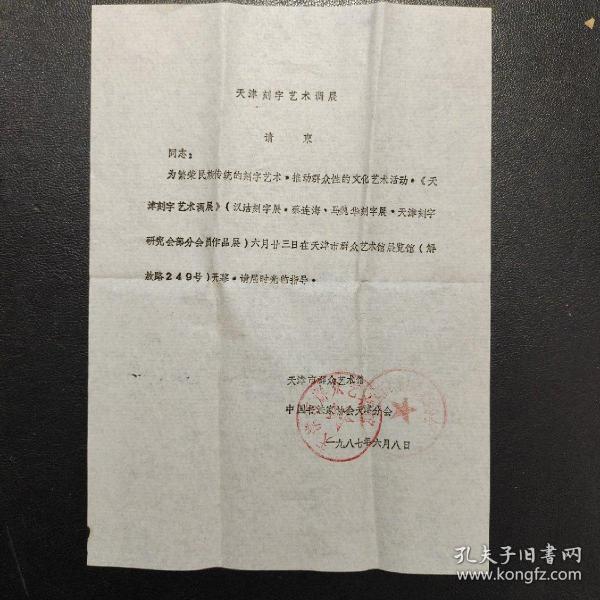 天津刻字艺术画展
请柬
同志：
为繁荣民族传统的刻字艺术，推动群众性的文化艺术活动，《天
津刻字艺术画展》（汉沽刻字展，张连海、马魁华刻字展，天津刻字
研究会部分会员作品展）六月廿三日在天津市群众艺术馆展览馆（解
放路249号）开幕，请届时光临指导。
天津市群众艺术馆
中国书法家协会天津分会
一九八七年六月八日
孔夫子旧书网
www.kongfz.com